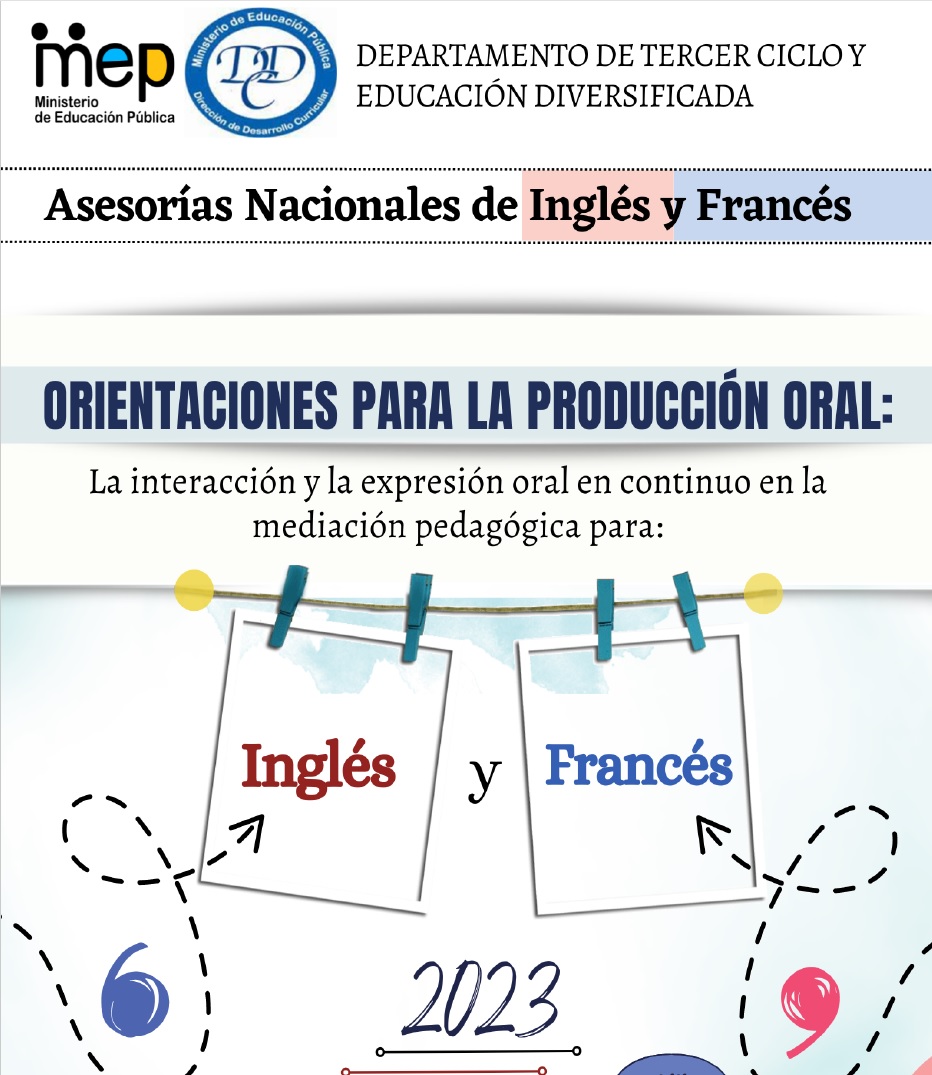 mep
Ministerio
de Educación Pública
Ministerio de Educación Pública
DDC
Dirección de Desarrollo Curricular
DEPARTAMENTO DE TERCER CICLO Y
EDUCACIÓN DIVERSIFICADA
Asesorías Nacionales de Inglés y Francés
ORIENTACIONES PARA LA PRODUCCIÓN ORAL:
La interacción y la expresión oral en continuo en la
mediación pedagógica para:
Inglés y Francés
2023